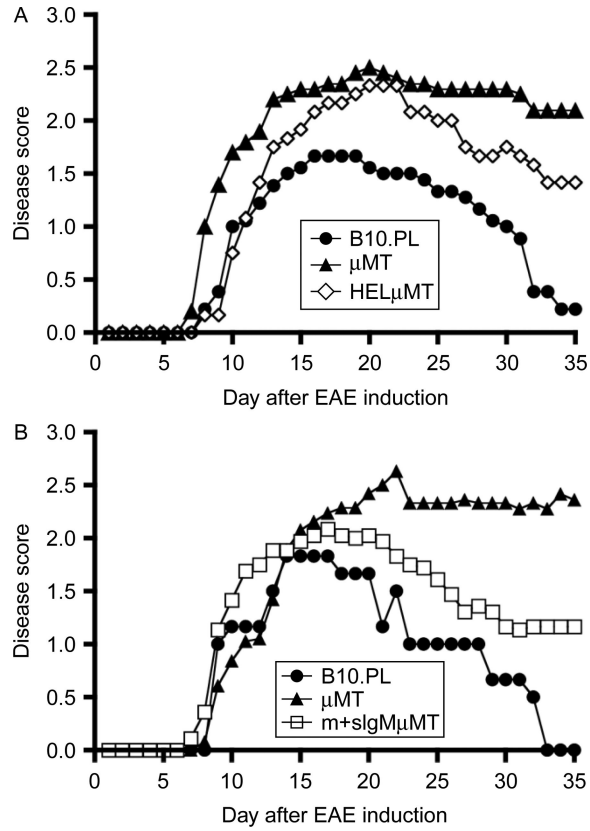 A
3.0
2.5
2.0
1.5
1.0
0.5
0.0
Disease score
B10.PL
μMT
HELμMT
0 5 10 15 20 25 30 35
Day after EAE induction
B
3.0
2.5
2.0
1.5
1.0
0.5
0.0
Disease score
B10.PL
μMT
m+sIgMμMT
0 5 10 15 20 25 30 35
Day after EAE induction